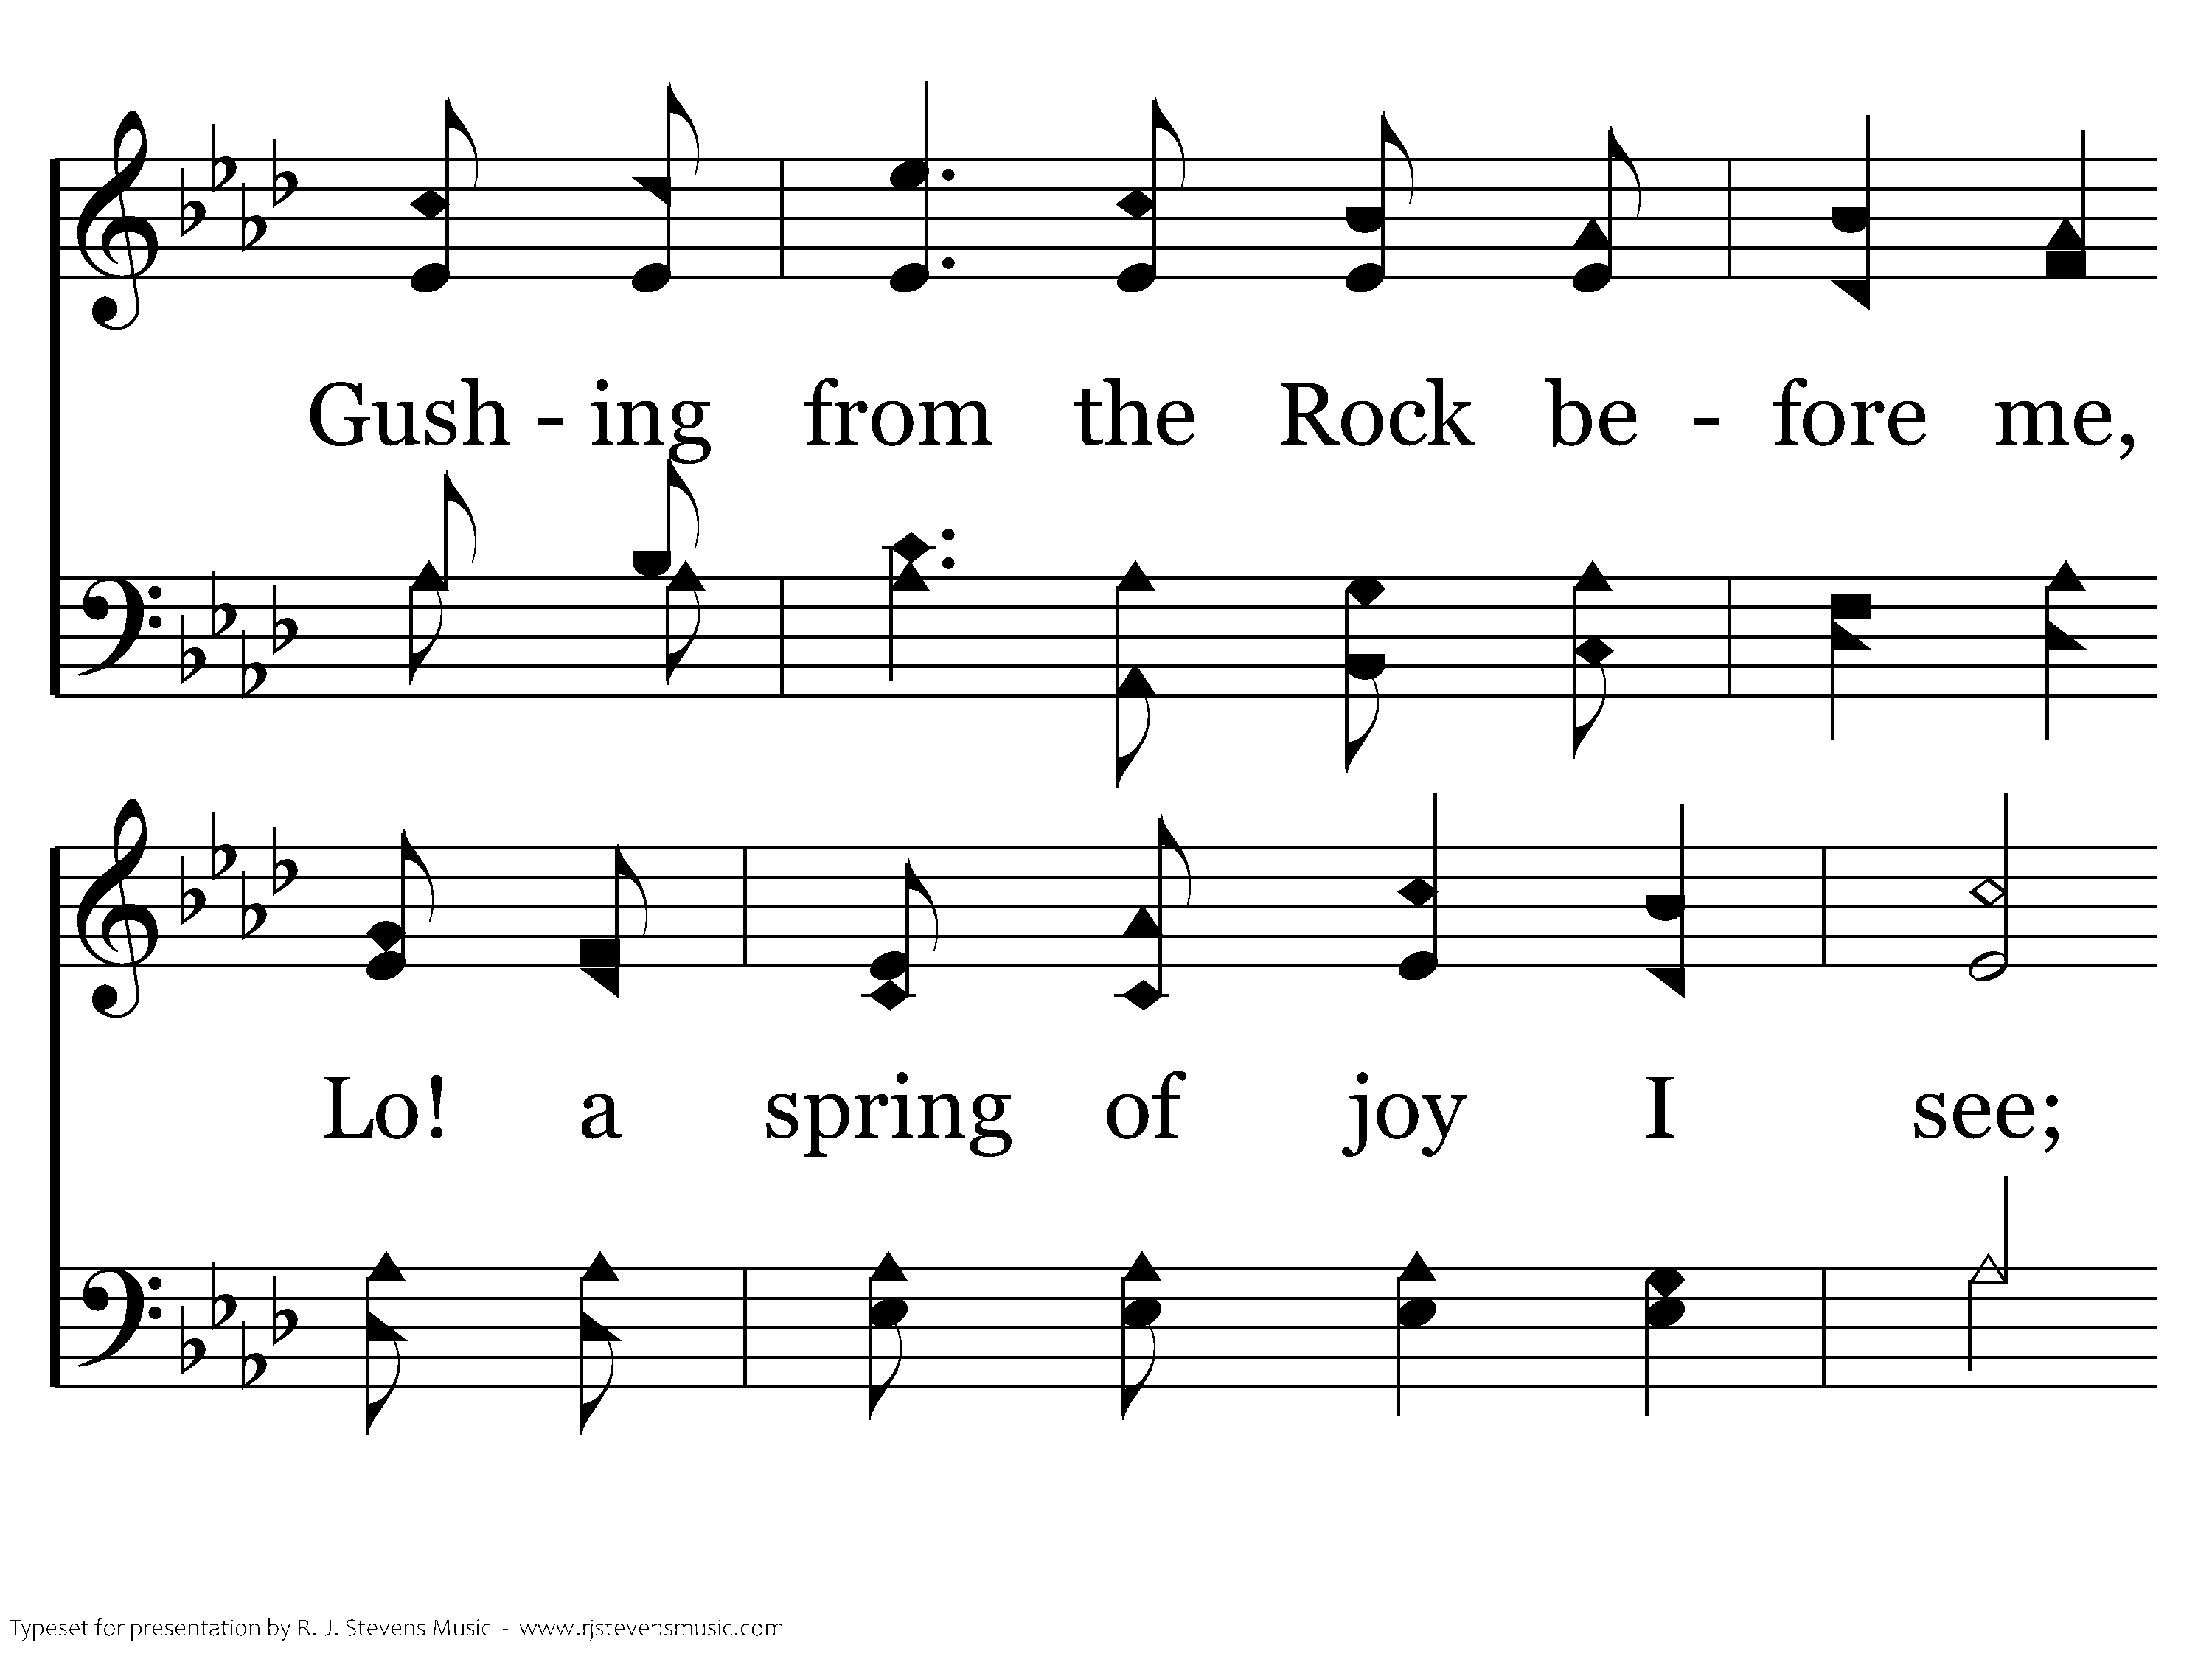 Gush - ing from the Rock be - fore me,
Lo! a spring of joy I see;
Typeset for presentation by R. J. Stevens Music - www.rjstevensmusic.com